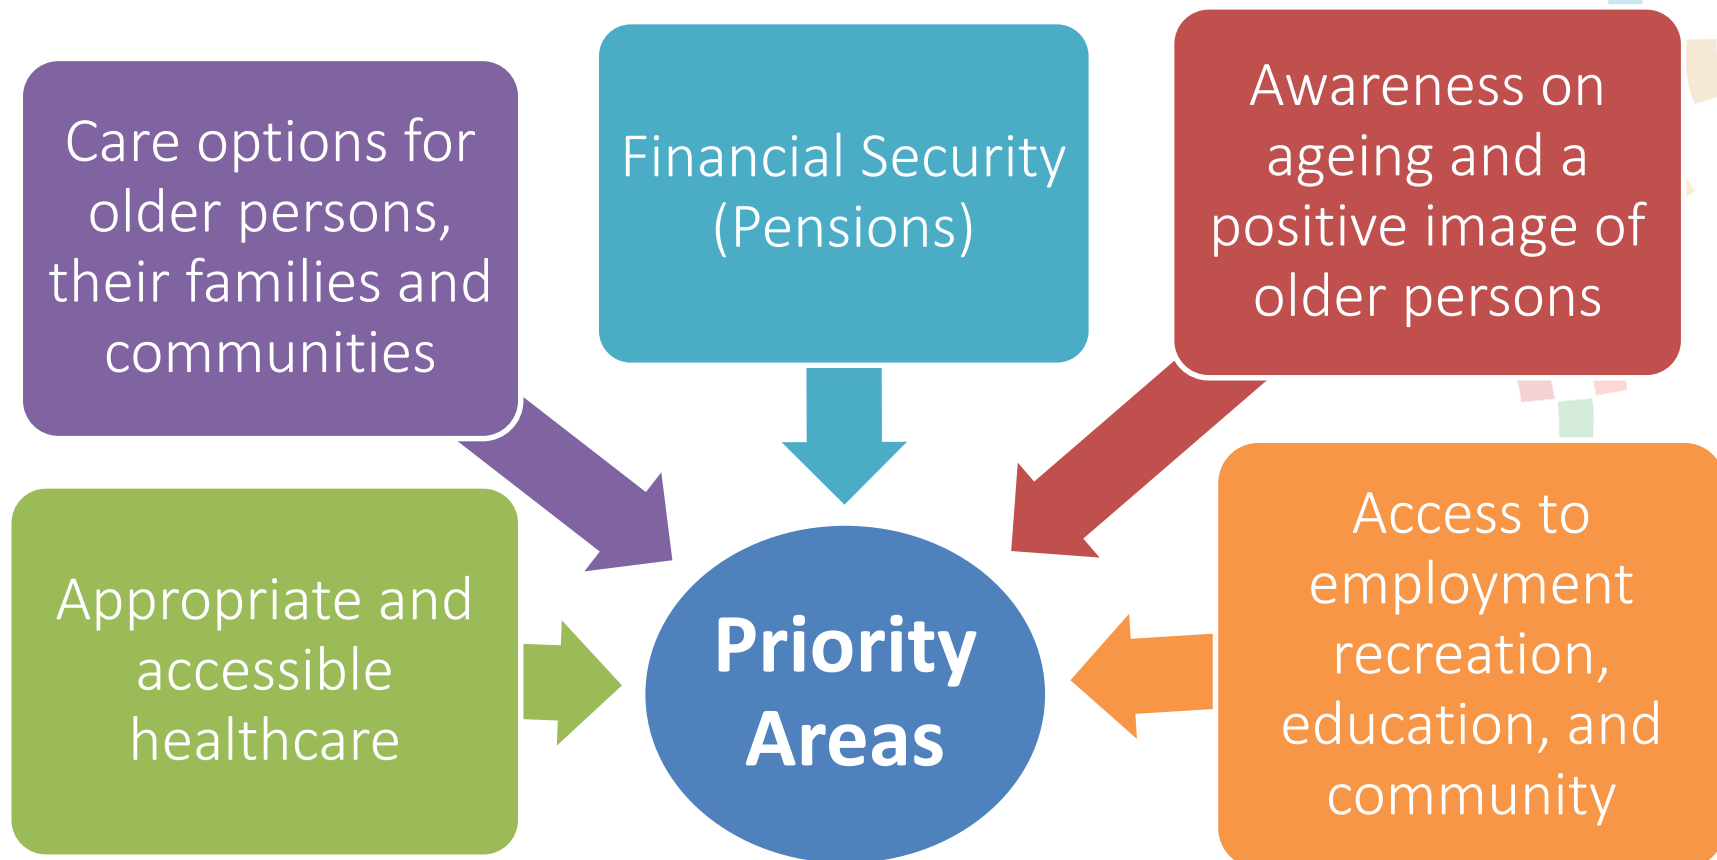 Care options for
older persons,
their families and
communities
Financial Security
(Pensions)
Awareness on
ageing and a
positive image of
older persons
Appropriate and
accessible
healthcare
Priority
Areas
Access to
employment
recreation,
education, and
community